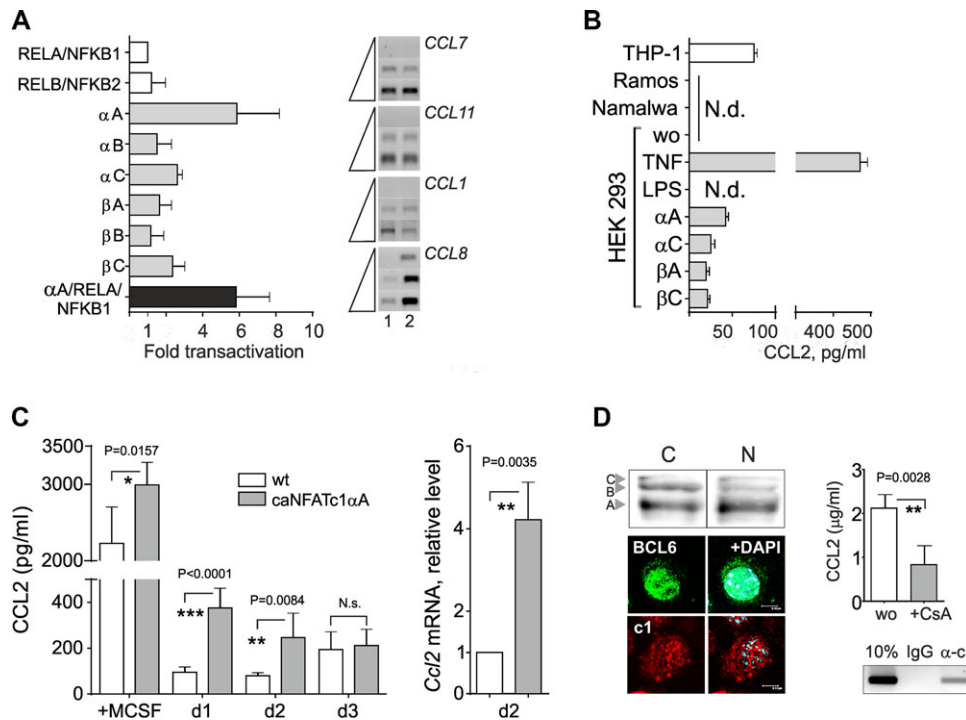 A
RELA/NFKB1
RELB/NFKB2
αA
αB
αC
βA
βB
βC
αA/RELA/
NFKB1
1 2 4 6 8 10
Fold transactivation
CCL7
CCL11
CCL1
CCL8
1 2
B
THP-1
Ramos
Namalwa
wo
TNF
LPS
αA
αC
βA
βC
HEK 293
N.d.
N.d.
50 100 400 500
CCL2, pg/ml
C
CCL2 (pg/ml)
3500
3000
2000
400
200
0
P=0.0157
*
P<0.0001
***
P=0.0084
**
N.s.
wt
caNFATc1αA
+MCSF d1 d2 d3
Ccl2 mRNA, relative level
6
4
2
0
P=0.0035
**
d2
D
C N
C
B
A
BCL6
+DAPI
c1
P=0.0028
**
CCL2 (μg/ml)
3
2
1
0
wo +CsA
10% IgG α-c